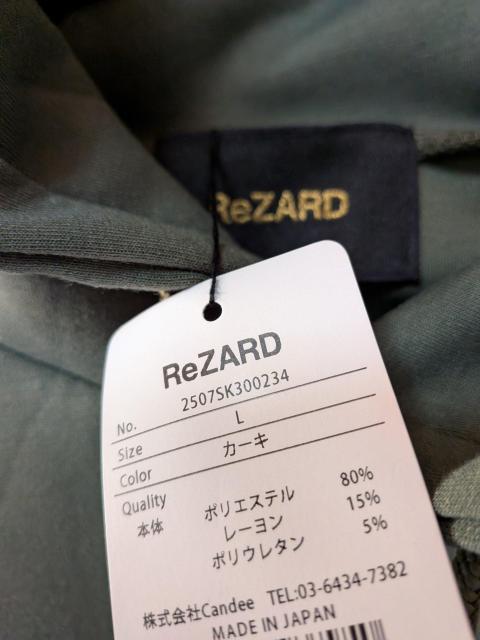 ReZARD
ReZARD
No. 2507SK300234
Size L
Color カーキ
Quality
本体 ポリエステル 80%
レーヨン 15%
ポリウレタン 5%
株式会社Candee TEL:03-6434-7382
MADE IN JAPAN